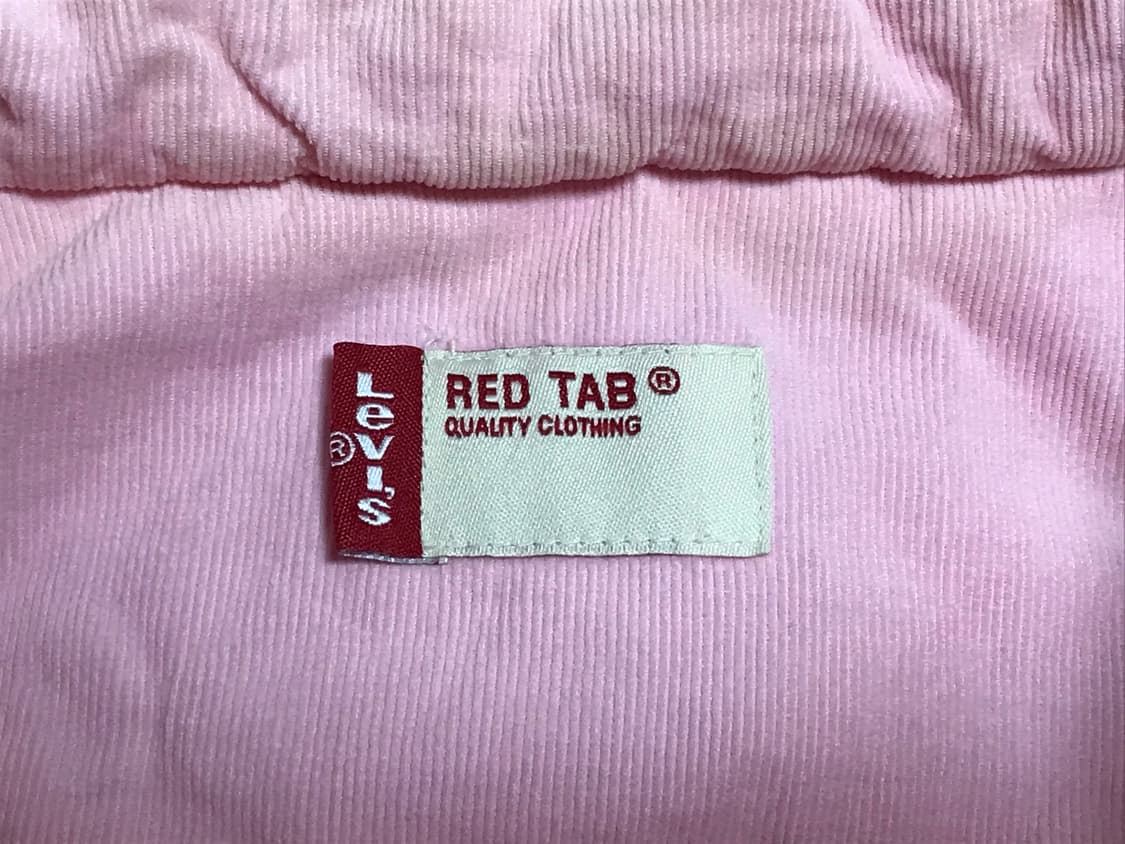 Levi's®
RED TAB®
QUALITY CLOTHING